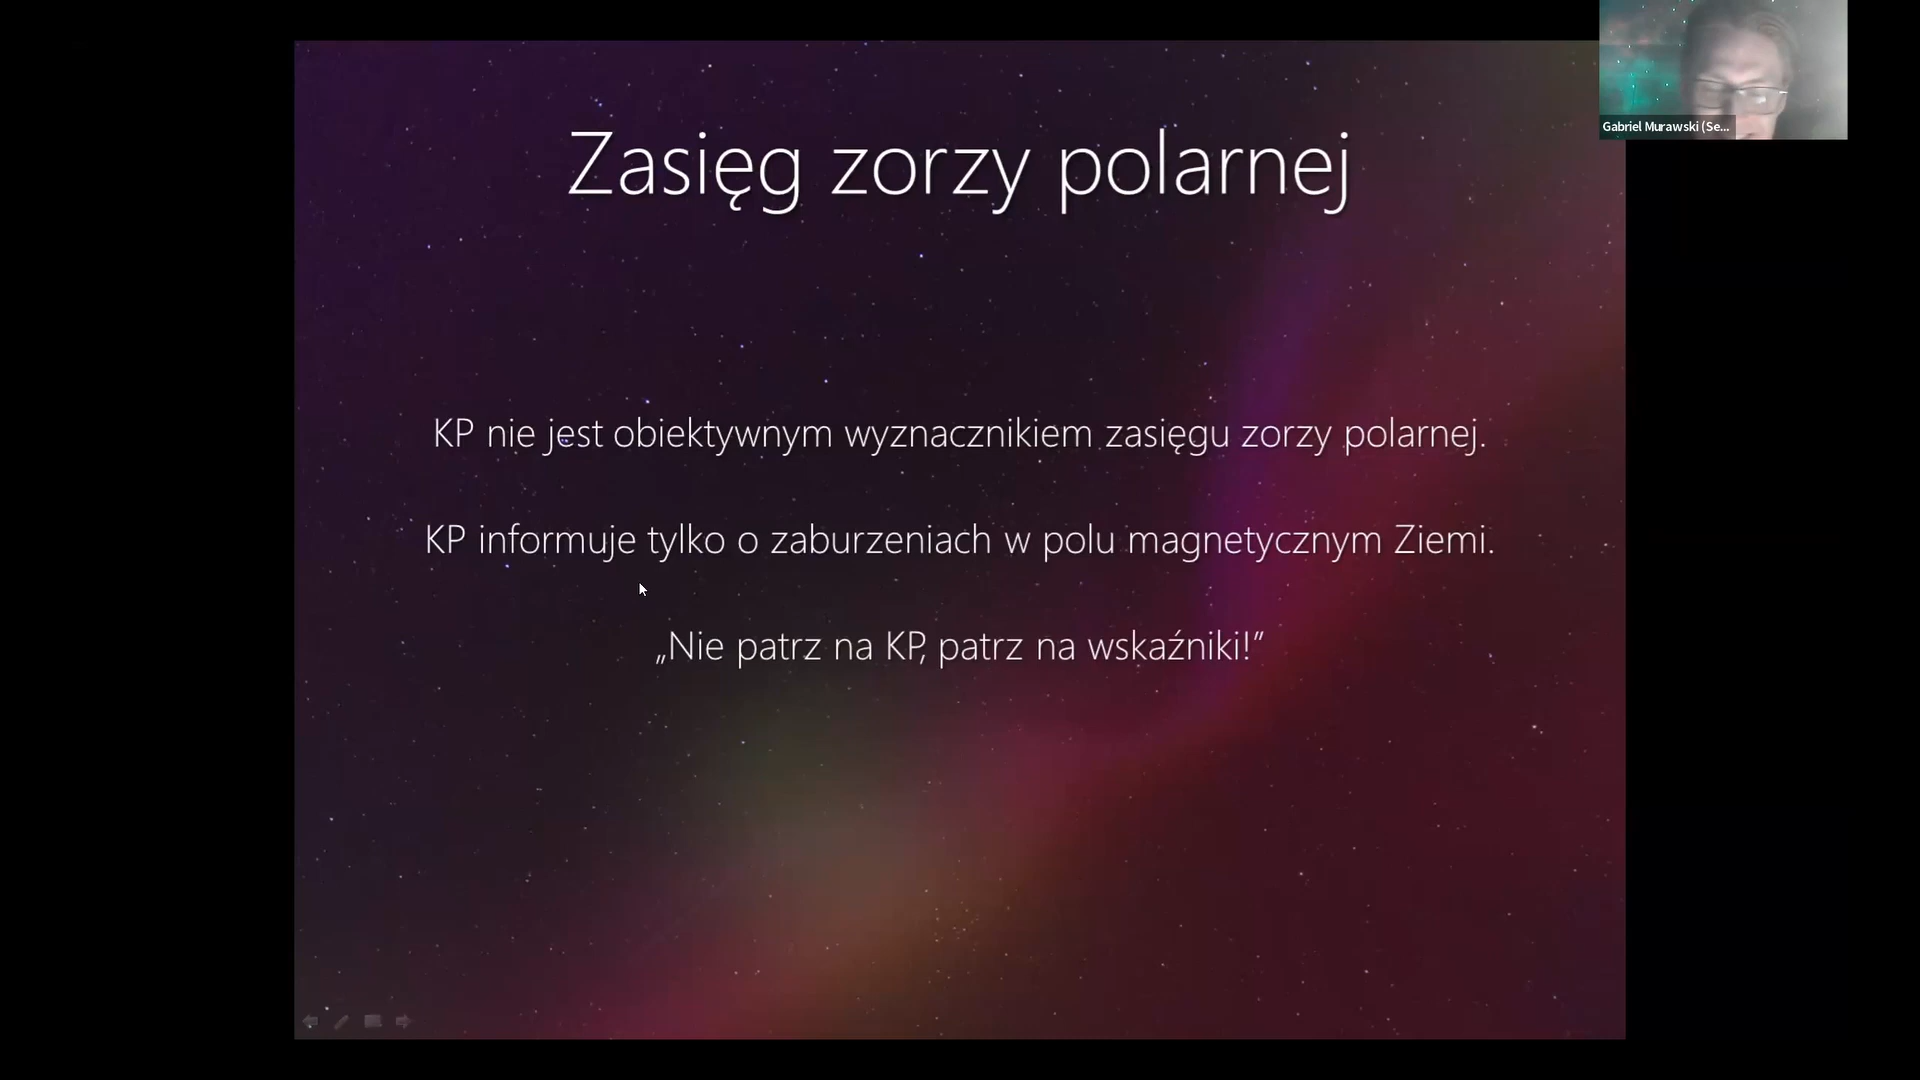 Zasięg zorzy polarnej
KP nie jest obiektywnym wyznacznikiem zasięgu zorzy polarnej.
KP informuje tylko o zaburzeniach w polu magnetycznym Ziemi.
„Nie patrz na KP, patrz na wskaźniki!”
Gabriel Murawski (Se...